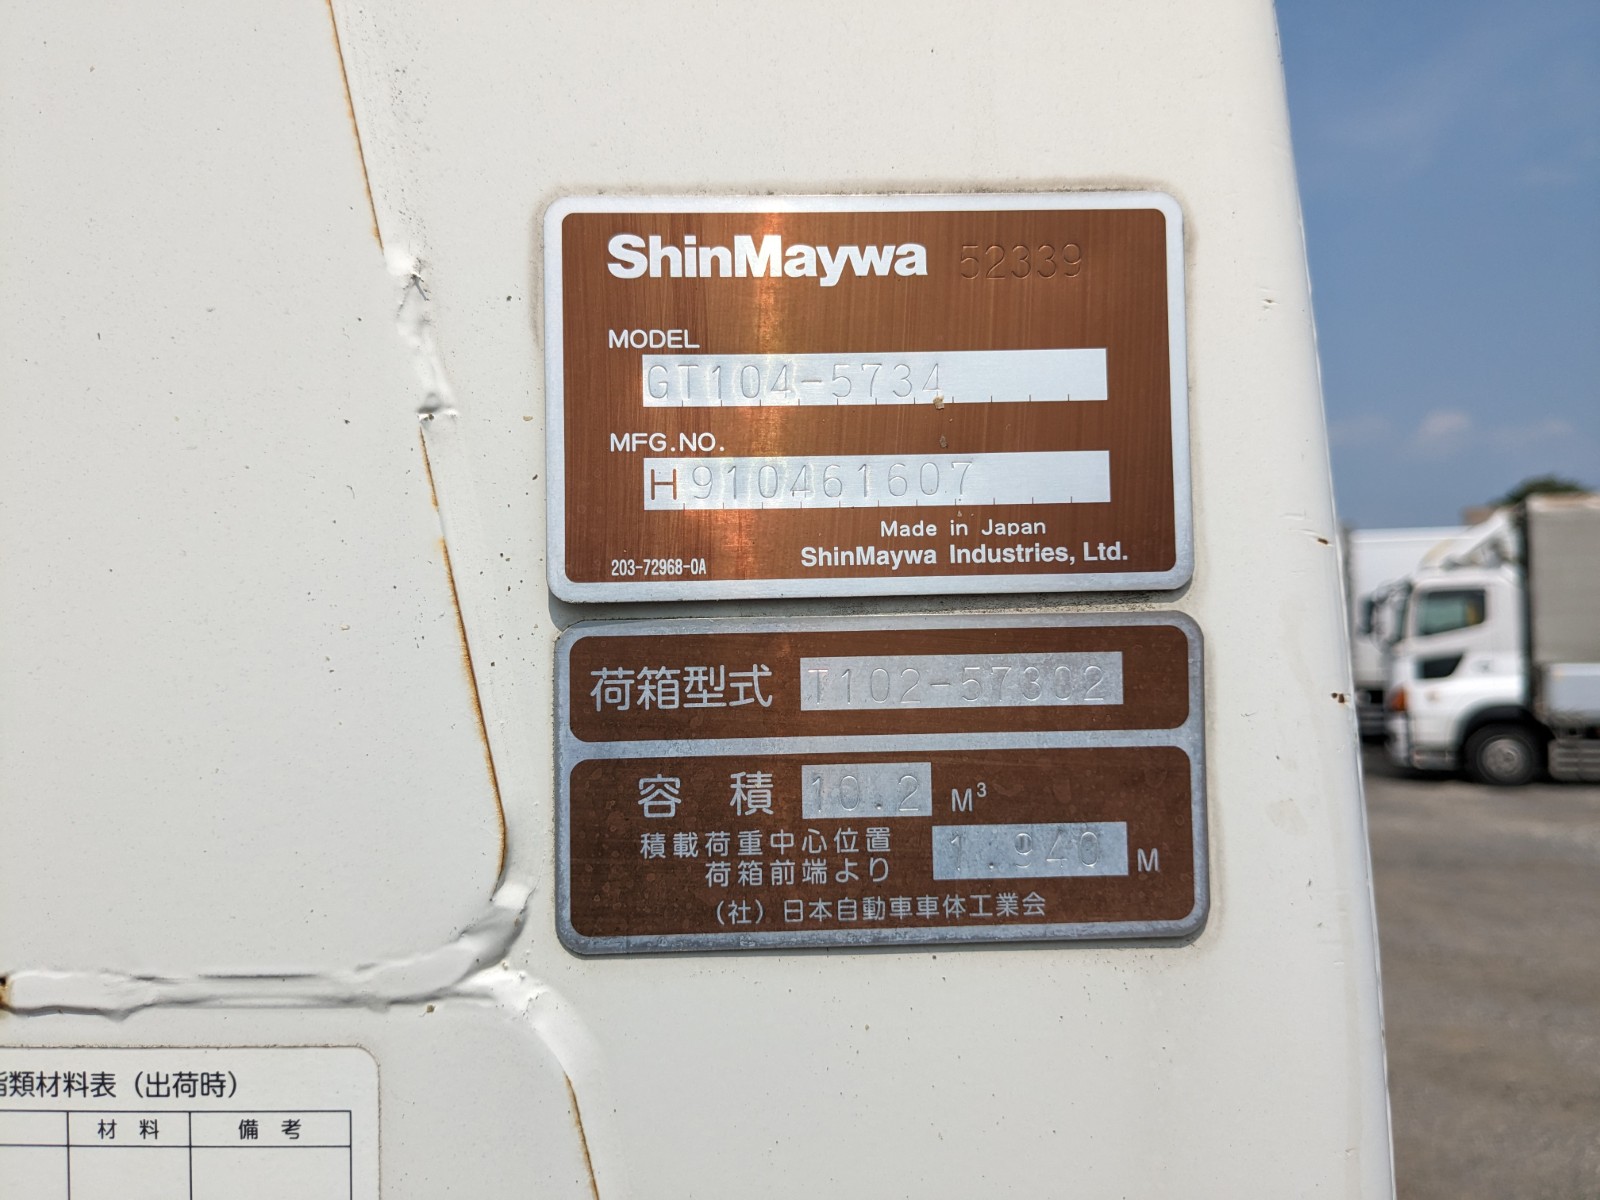 ShinMaywa 52339
MODEL
GT104-5734
MFG.NO.
H910461607
Made in Japan
203-72968-0A ShinMaywa Industries, Ltd.
荷箱型式 T102-57302
容積 10.2 M³
積載荷重中心位置
荷箱前端より 1.940 M
(社)日本自動車車体工業会
類材料表(出荷時)
材料 備考